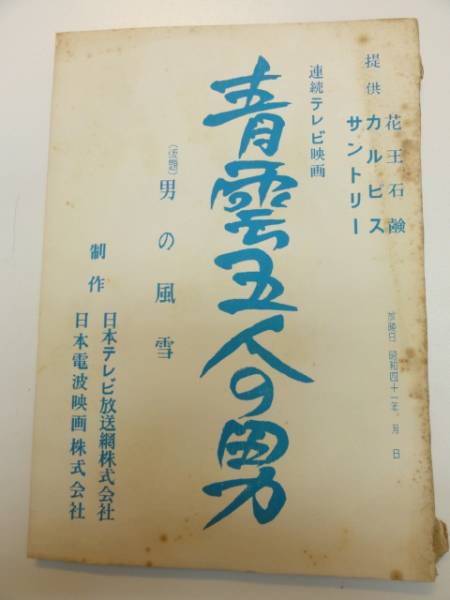 提供 花王石鹸
カルピス
サントリー
連続テレビ映画
青雲五人の男
(仮題) 男の風雪
制作 日本テレビ放送網株式会社
日本電波映画株式会社
放映日 昭和四十一年 月 日